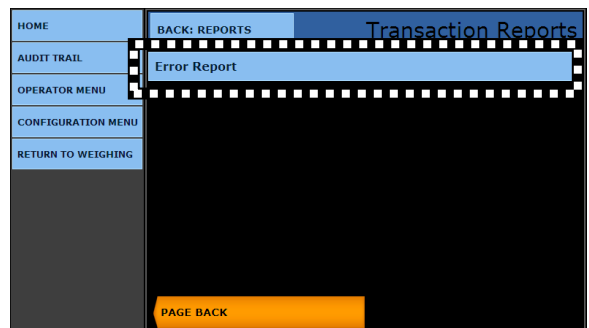 HOME
AUDIT TRAIL
OPERATOR MENU
CONFIGURATION MENU
RETURN TO WEIGHING
BACK: REPORTS
Transaction Reports
Error Report
PAGE BACK